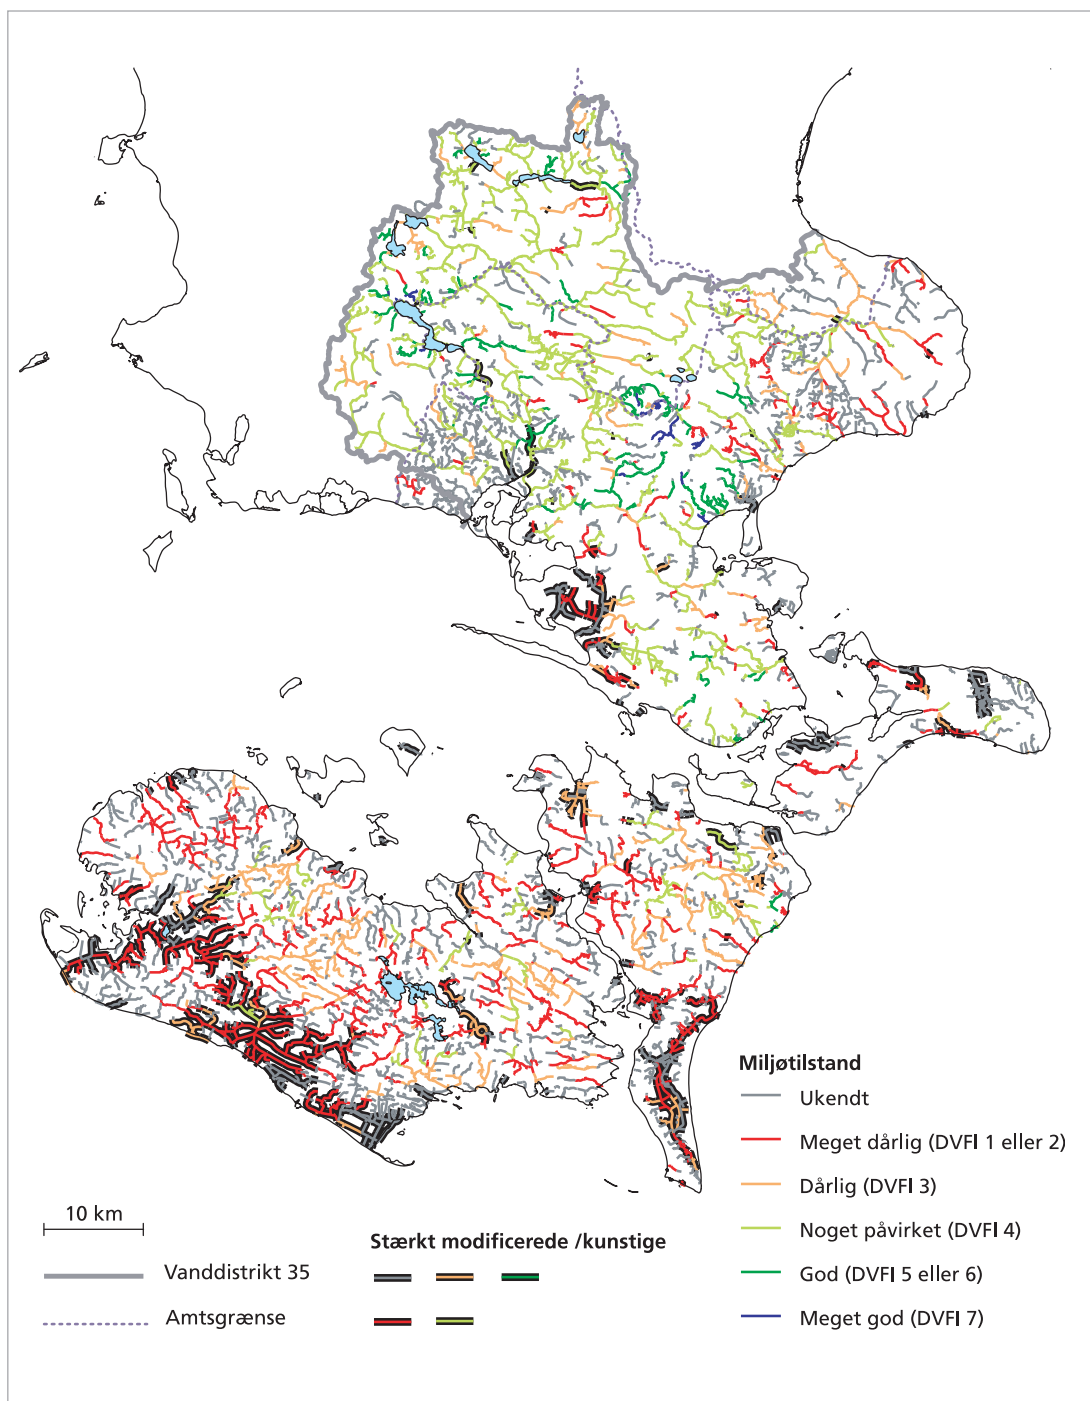 Miljøtilstand
Ukendt
Meget dårlig (DVFI 1 eller 2)
Dårlig (DVFI 3)
Noget påvirket (DVFI 4)
God (DVFI 5 eller 6)
Meget god (DVFI 7)
10 km
Vanddistrikt 35
Amtsgrænse
Stærkt modificerede /kunstige